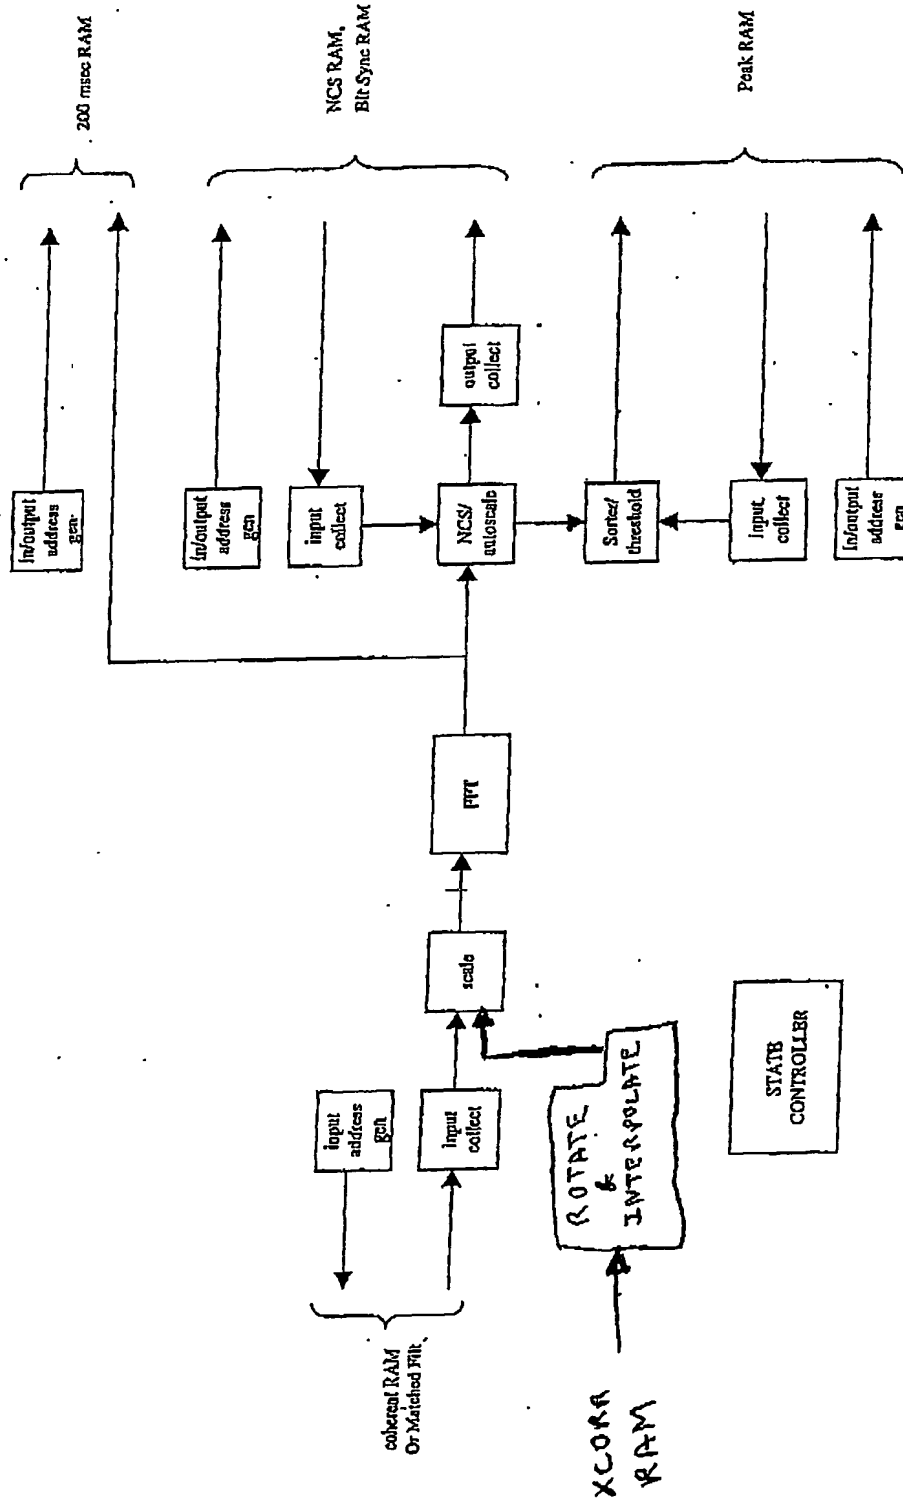 coherent RAM
Or Matched Filt.
input
address
gen
input
collect
scale
FFT
XCORR
RAM
ROTATE
&
INTERPOLATE
STATE
CONTROLLER
in/output
address
gen.
200 msec RAM
in/output
address
gen
input
collect
NCS/
autoscale
output
collect
NCS RAM,
Bit Sync RAM
Sorter/
threshold
input
collect
in/output
address
gen
Peak RAM